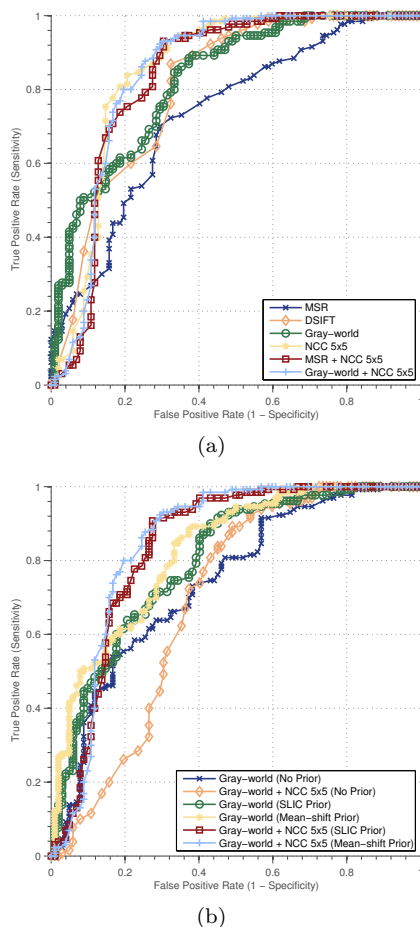 1
0.8
0.6
0.4
0.2
0
0
0.2
0.4
0.6
0.8
1
True Positive Rate (Sensitivity)
False Positive Rate (1 − Specificity)
MSR
DSIFT
Gray-world
NCC 5x5
MSR + NCC 5x5
Gray-world + NCC 5x5
(a)
1
0.8
0.6
0.4
0.2
0
0
0.2
0.4
0.6
0.8
1
True Positive Rate (Sensitivity)
False Positive Rate (1 − Specificity)
Gray-world (No Prior)
Gray-world + NCC 5x5 (No Prior)
Gray-world (SLIC Prior)
Gray-world (Mean-shift Prior)
Gray-world + NCC 5x5 (SLIC Prior)
Gray-world + NCC 5x5 (Mean-shift Prior)
(b)